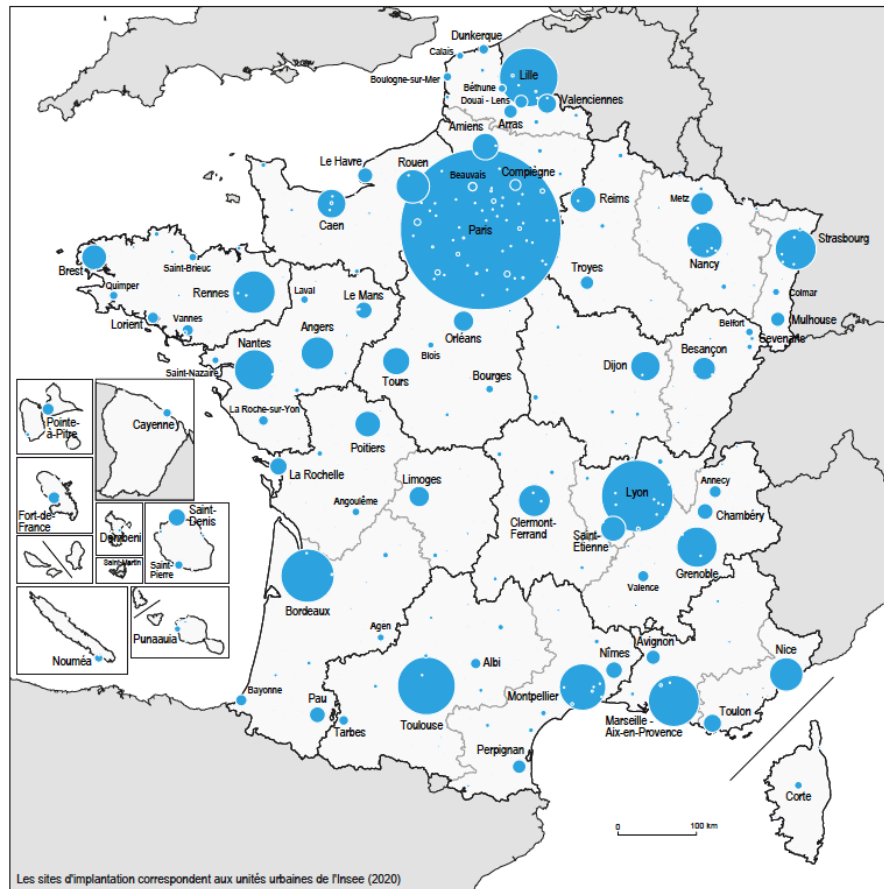 Dunkerque
Calais
Lille
Boulogne-sur-Mer
Béthune
Douai - Lens
Valenciennes
Arras
Amiens
Le Havre
Rouen
Beauvais
Compiègne
Reims
Metz
Caen
Paris
Nancy
Strasbourg
Brest
Saint-Brieuc
Troyes
Quimper
Rennes
Laval
Le Mans
Colmar
Lorient
Vannes
Orléans
Mulhouse
Belfort
Sevenans
Nantes
Angers
Blois
Besançon
Saint-Nazaire
Tours
Dijon
Bourges
La Roche-sur-Yon
Pointe-
à-Pitre
Cayenne
Poitiers
La Rochelle
Limoges
Lyon
Annecy
Angoulême
Chambéry
Fort-de-
France
Saint-
Denis
Clermont-
Ferrand
Saint-
Étienne
Dembeni
Saint-Martin
Saint-
Pierre
Grenoble
Valence
Bordeaux
Punaauia
Agen
Nouméa
Albi
Nîmes
Avignon
Nice
Bayonne
Pau
Tarbes
Toulouse
Montpellier
Marseille -
Aix-en-Provence
Toulon
Perpignan
Corte
0
100 km
Les sites d'implantation correspondent aux unités urbaines de l'Insee (2020)